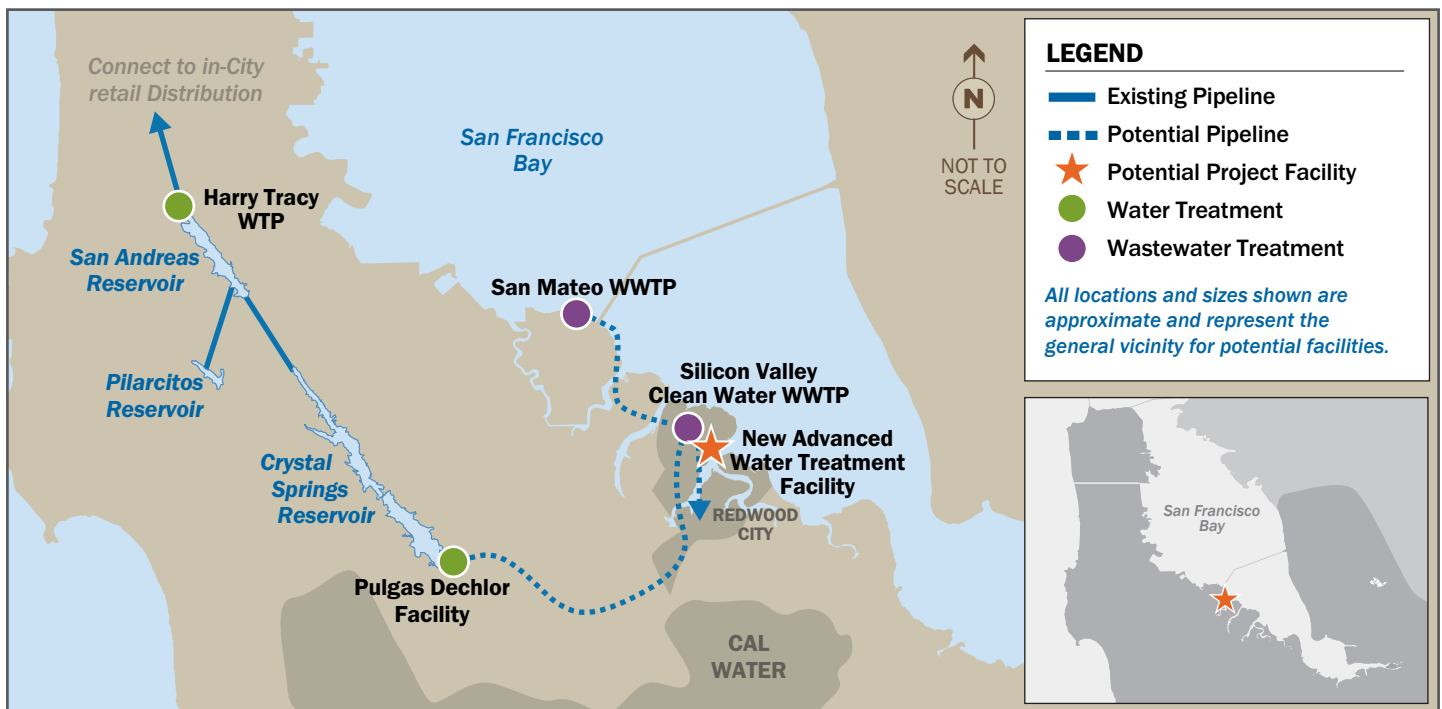 Connect to in-City
retail Distribution
Harry Tracy
WTP
San Andreas
Reservoir
Pilarcitos
Reservoir
Crystal
Springs
Reservoir
Pulgas Dechlor
Facility
San Francisco
Bay
San Mateo WWTP
Silicon Valley
Clean Water WWTP
New Advanced
Water Treatment
Facility
REDWOOD
CITY
CAL
WATER
N
NOT TO
SCALE
LEGEND
Existing Pipeline
Potential Pipeline
Potential Project Facility
Water Treatment
Wastewater Treatment
All locations and sizes shown are
approximate and represent the
general vicinity for potential facilities.
San Francisco
Bay